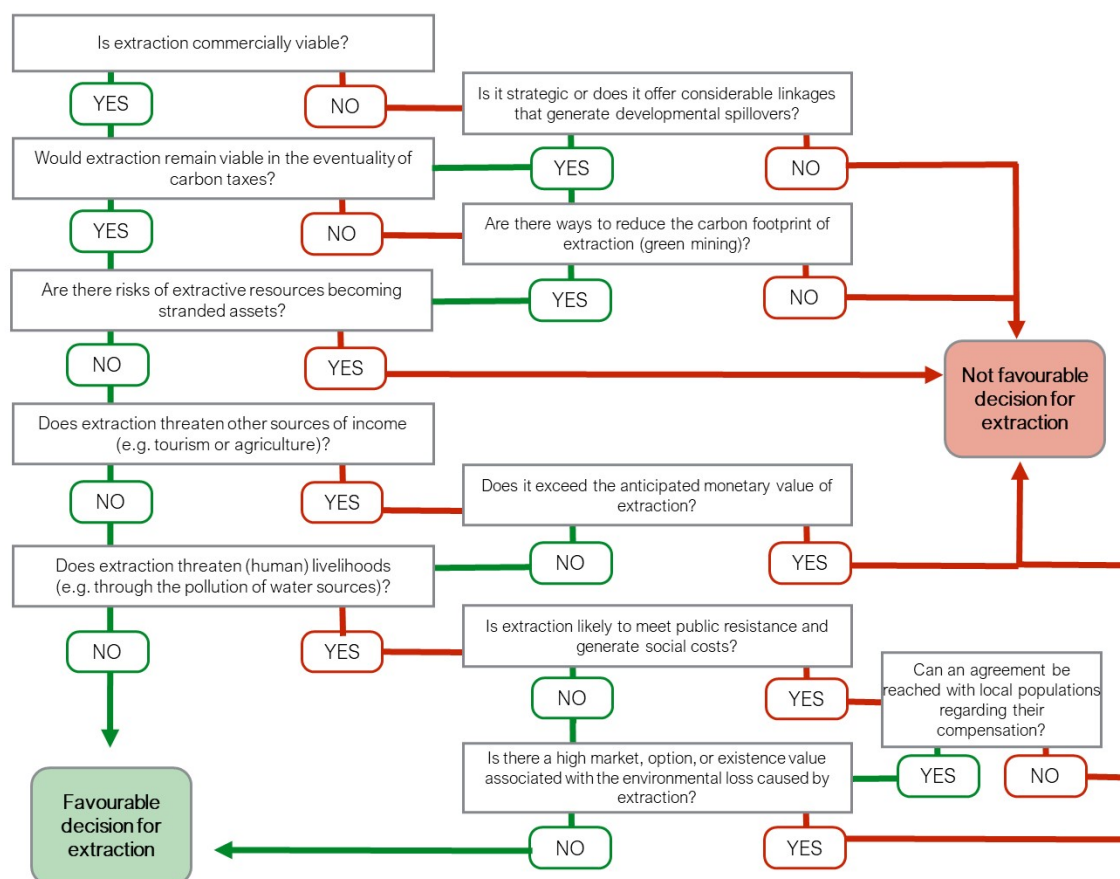 Is extraction commercially viable?
YES
NO
Is it strategic or does it offer considerable linkages
that generate developmental spillovers?
Would extraction remain viable in the eventuality of
carbon taxes?
YES
NO
YES
NO
Are there ways to reduce the carbon footprint of
extraction (green mining)?
Are there risks of extractive resources becoming
stranded assets?
YES
NO
NO
YES
Not favourable
decision for
extraction
Does extraction threaten other sources of income
(e.g. tourism or agriculture)?
NO
YES
Does it exceed the anticipated monetary value of
extraction?
Does extraction threaten (human) livelihoods
(e.g. through the pollution of water sources)?
NO
YES
NO
YES
Is extraction likely to meet public resistance and
generate social costs?
NO
YES
Can an agreement be
reached with local populations
regarding their
compensation?
Is there a high market, option, or existence value
associated with the environmental loss caused by
extraction?
YES
NO
Favourable
decision for
extraction
NO
YES